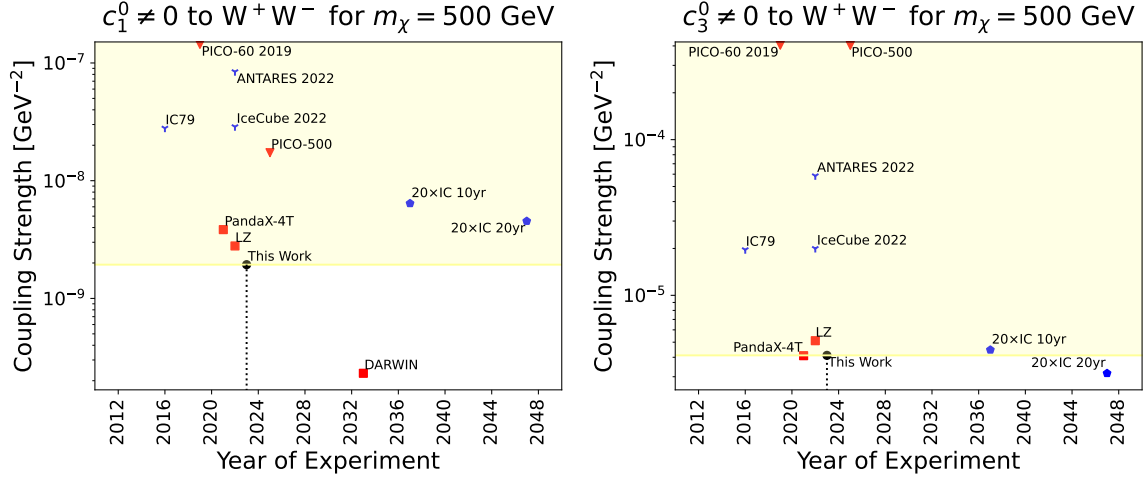 c₁⁰ ≠ 0 to W⁺W⁻ for mᵪ = 500 GeV
Coupling Strength [GeV⁻²]
10⁻⁷
10⁻⁸
10⁻⁹
PICO-60 2019
ANTARES 2022
IC79
IceCube 2022
PICO-500
20×IC 10yr
PandaX-4T
20×IC 20yr
LZ
This Work
DARWIN
2012
2016
2020
2024
2028
2032
2036
2040
2044
2048
Year of Experiment
c₃⁰ ≠ 0 to W⁺W⁻ for mᵪ = 500 GeV
Coupling Strength [GeV⁻²]
10⁻⁴
10⁻⁵
PICO-60 2019
PICO-500
ANTARES 2022
IC79
IceCube 2022
LZ
20×IC 10yr
PandaX-4T
This Work
20×IC 20yr
2012
2016
2020
2024
2028
2032
2036
2040
2044
2048
Year of Experiment